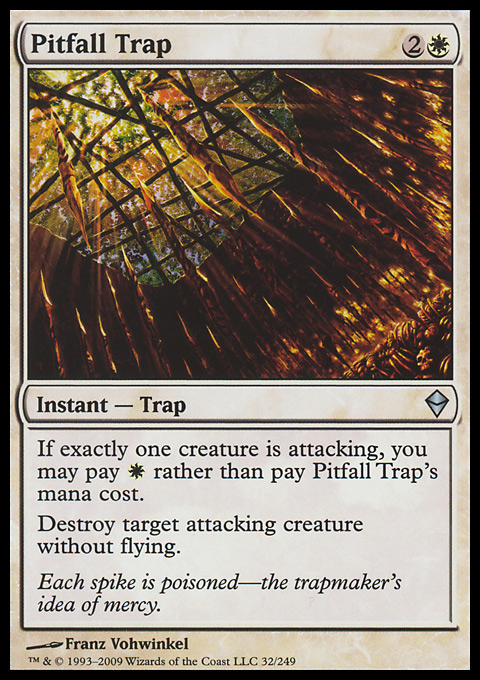 Pitfall Trap 2
Instant — Trap
If exactly one creature is attacking, you
may pay rather than pay Pitfall Trap's
mana cost.
Destroy target attacking creature
without flying.
Each spike is poisoned—the trapmaker's
idea of mercy.
Franz Vohwinkel
™ & © 1993–2009 Wizards of the Coast LLC 32/249